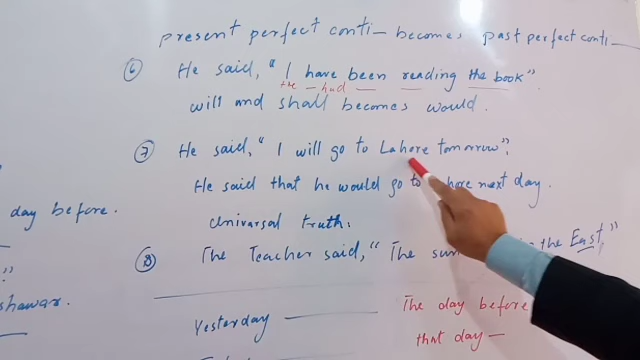 present perfect conti- becomes past perfect conti-
⑥ He said, "I have been reading the book".
he had
will and shall becomes would.
⑦ He said, "I will go to Lahore tomorrow".
He said that he would go to hore next day.
day before.
Universal truth.
⑧ The Teacher said, "The sun the East."
?"
shawar.
Yesterday The day before
that day